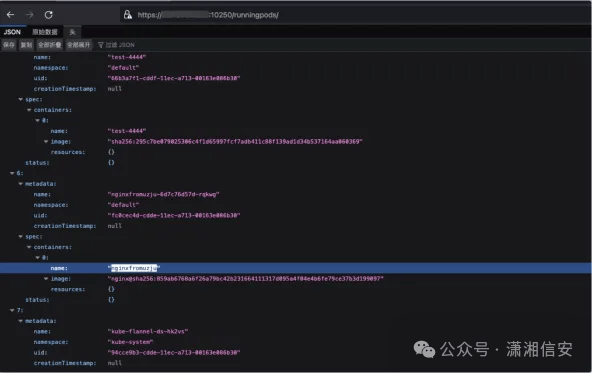 https:// 10250/runningpods/
JSON 原始数据 头
保存 复制 全部折叠 全部展开 过滤 JSON
name: "test-4444"
namespace: "default"
uid: "66b3a7f1-cddf-11ec-a713-00163e006b30"
creationTimestamp: null
spec:
containers:
0:
name: "test-4444"
image: "sha256:295c7be079025306c4f1d65997fcf7adb411c88f139ad1d34b537164aa060369"
resources: {}
status: {}
6:
metadata:
name: "nginxfromuzju-6d7c76d57d-rqkwg"
namespace: "default"
uid: "fc0cec4d-cdde-11ec-a713-00163e006b30"
creationTimestamp: null
spec:
containers:
0:
name: "nginxfromuzju"
image: "nginx@sha256:859ab6768a6f26a79bc42b231664111317d095a4f04e4b6fe79ce37b3d199097"
resources: {}
status: {}
7:
metadata:
name: "kube-flannel-ds-hk2vs"
namespace: "kube-system"
uid: "94cce9b3-cdde-11ec-a713-00163e006b30"
creationTimestamp: null
公众号 · 潇湘信安